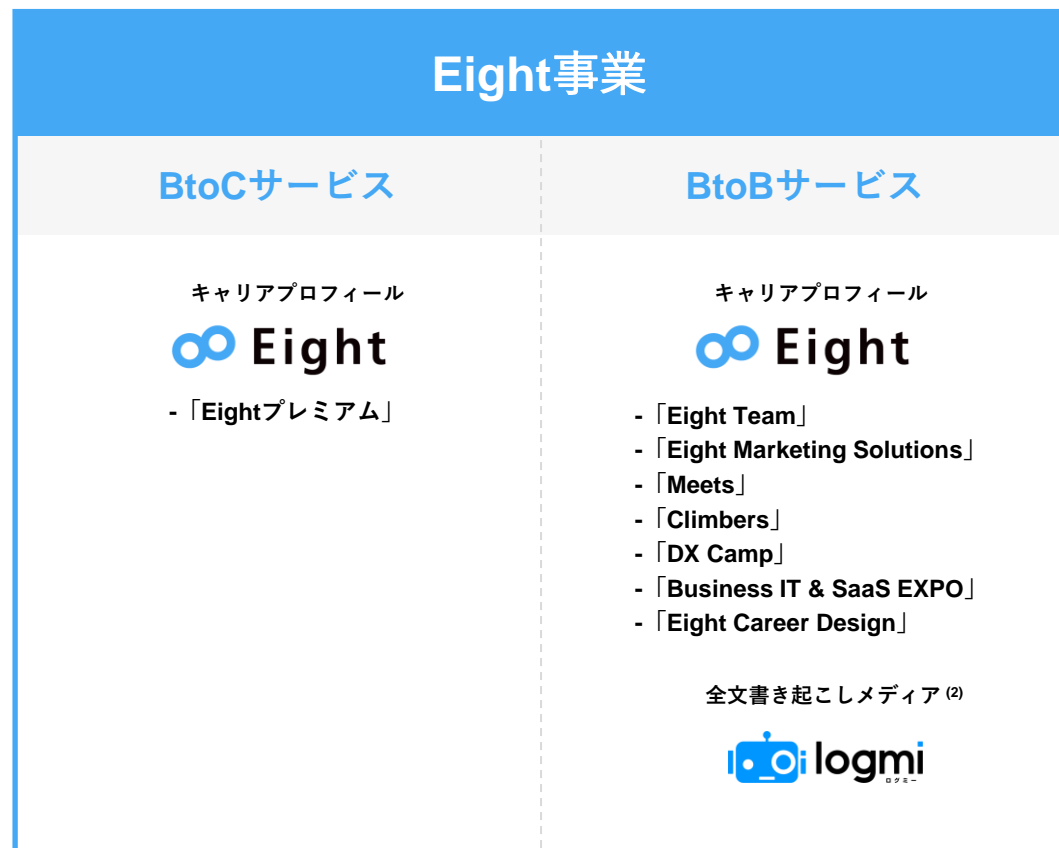 Eight事業
BtoCサービス
キャリアプロフィール
Eight
-「Eightプレミアム」
BtoBサービス
キャリアプロフィール
Eight
-「Eight Team」
-「Eight Marketing Solutions」
-「Meets」
-「Climbers」
-「DX Camp」
-「Business IT & SaaS EXPO」
-「Eight Career Design」
全文書き起こしメディア (2)
logmi
ログミー